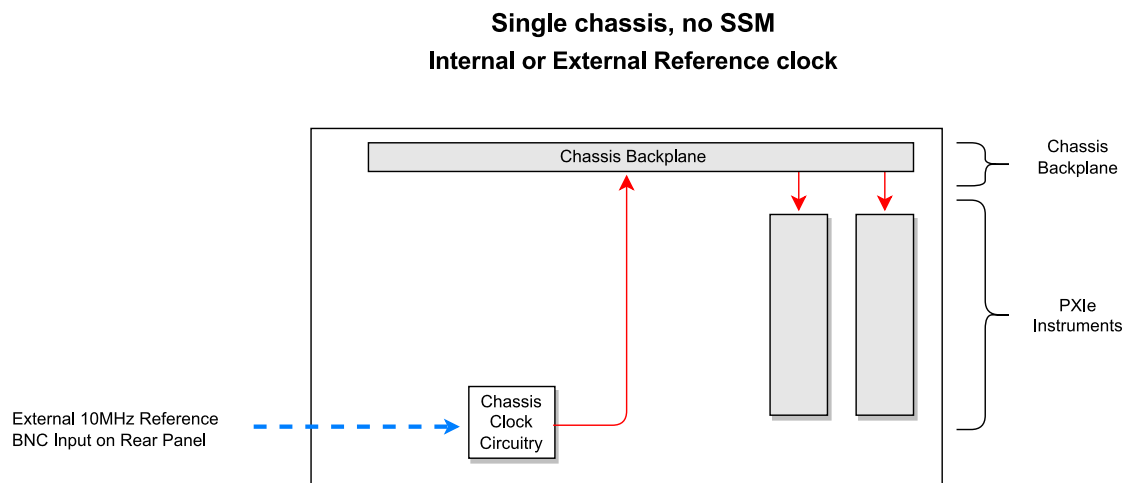 Single chassis, no SSM
Internal or External Reference clock
Chassis Backplane
Chassis
Backplane
PXIe
Instruments
Chassis
Clock
Circuitry
External 10MHz Reference
BNC Input on Rear Panel